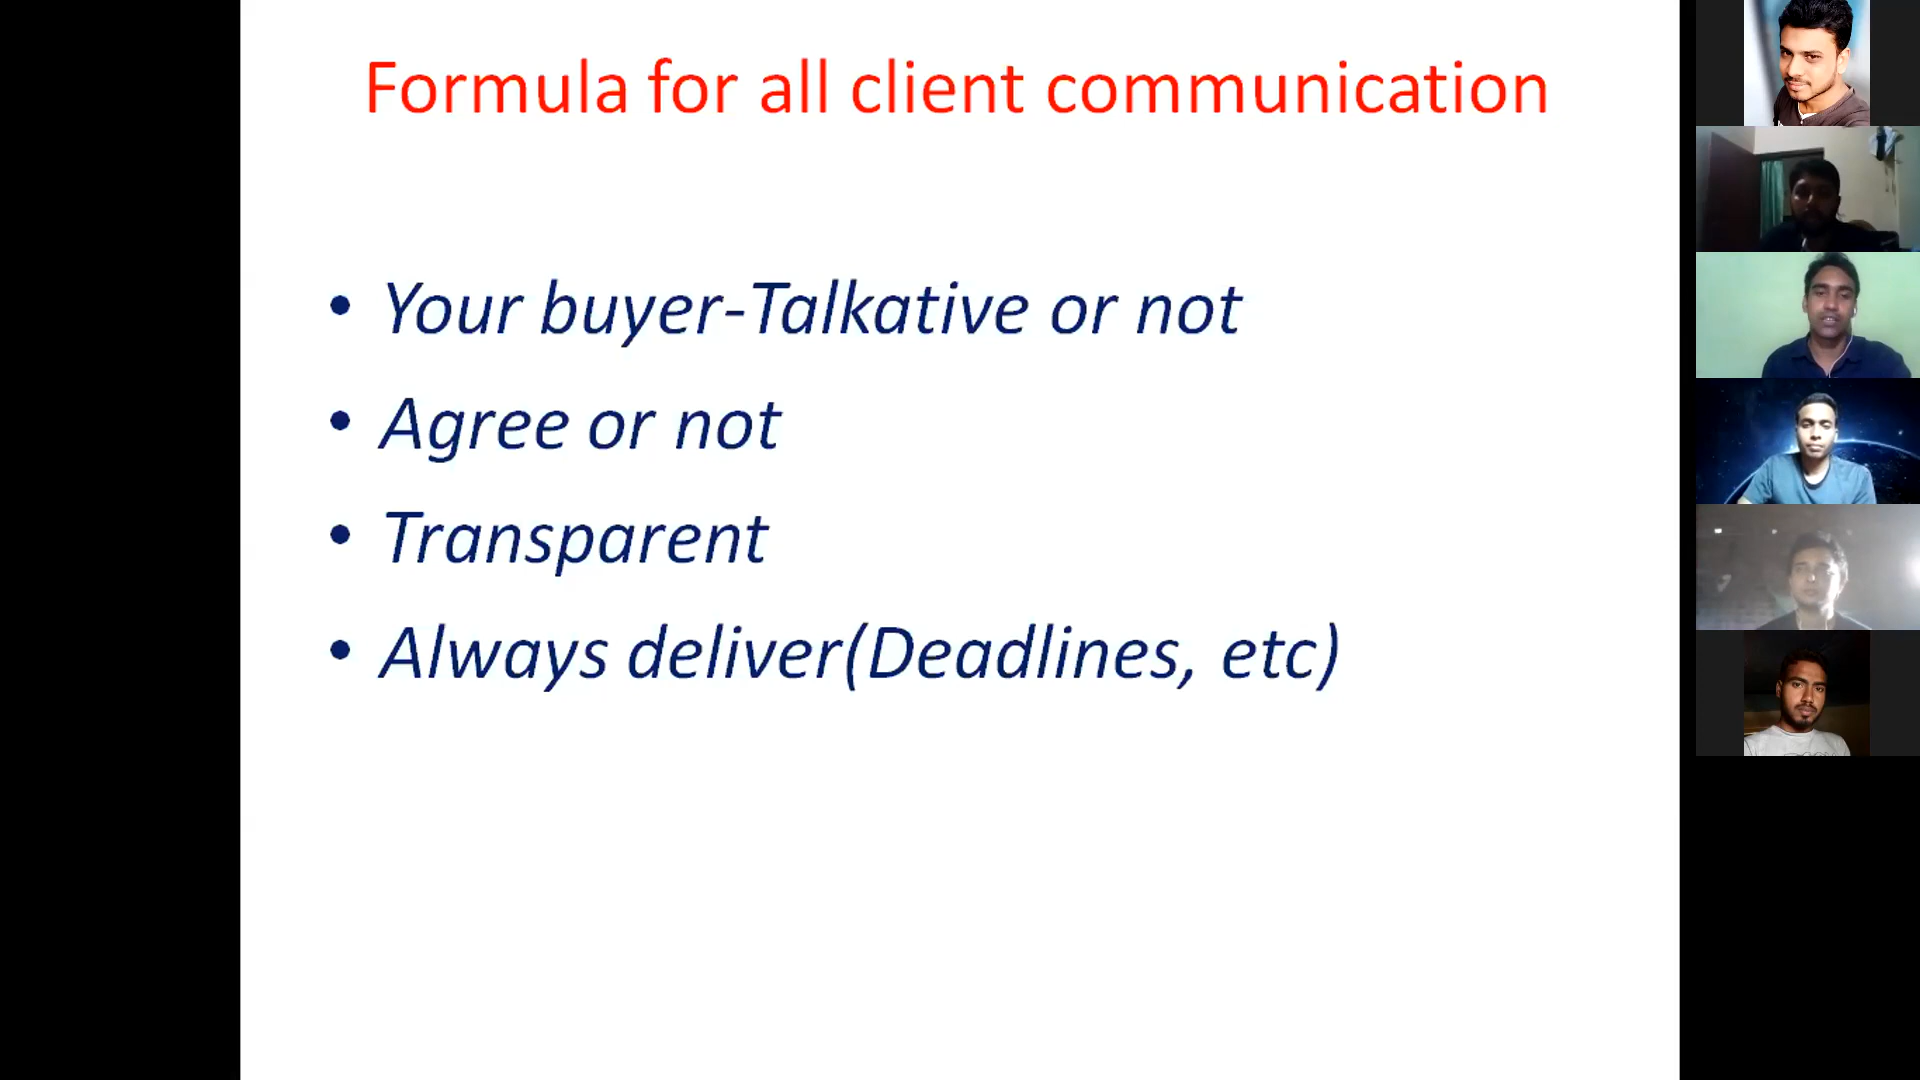 Formula for all client communication
• Your buyer-Talkative or not
• Agree or not
• Transparent
• Always deliver(Deadlines, etc)